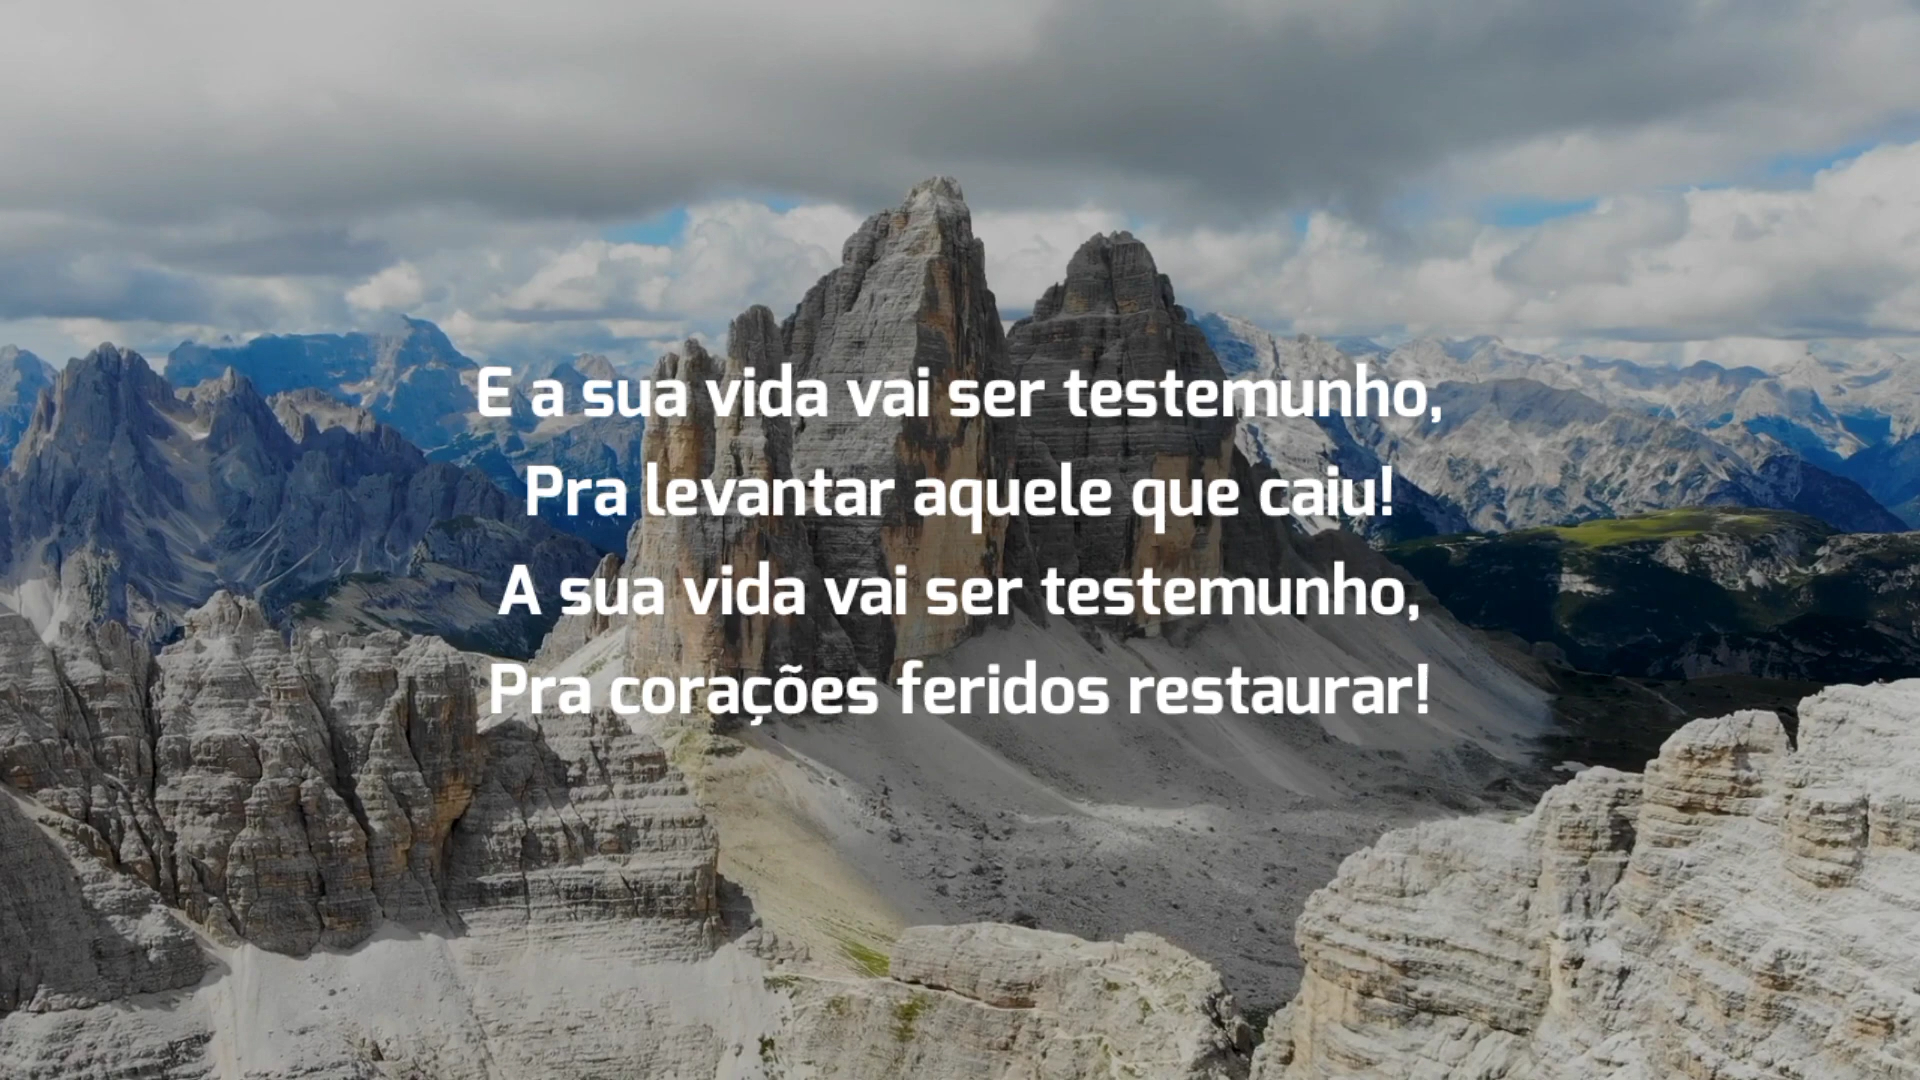 E a sua vida vai ser testemunho,
Pra levantar aquele que caiu!
A sua vida vai ser testemunho,
Pra corações feridos restaurar!